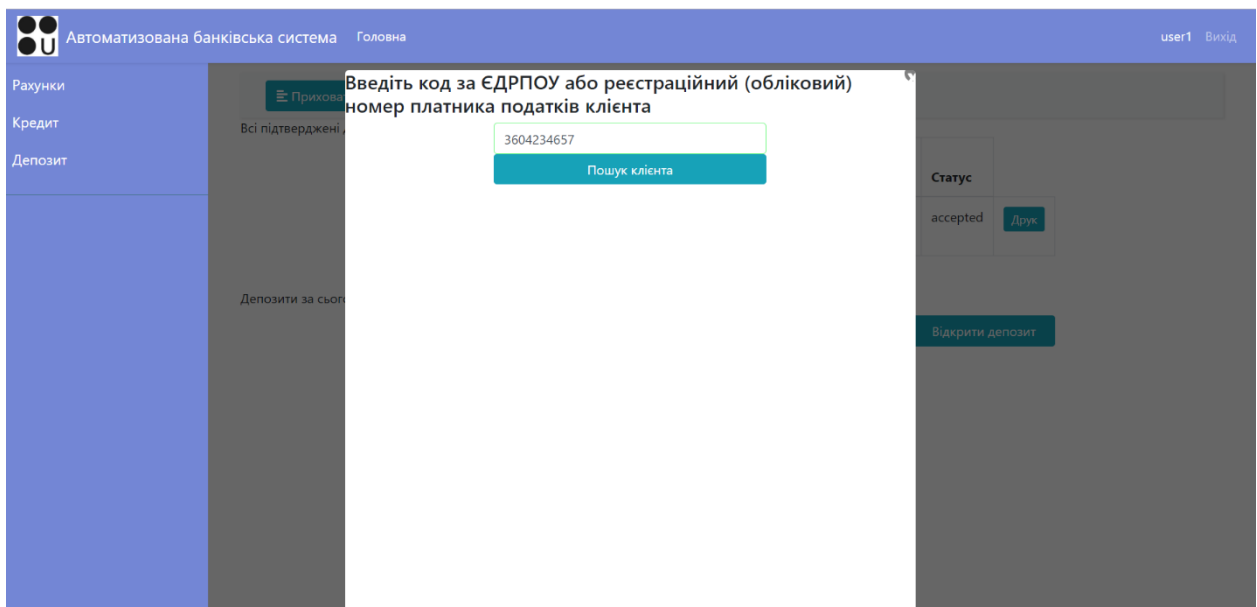 Автоматизована банківська система Головна user1 Вихід
Рахунки
Кредит
Депозит
Введіть код за ЄДРПОУ або реєстраційний (обліковий)
номер платника податків клієнта
3604234657
Пошук клієнта
Всі підтверджені
Статус
accepted Друк
Депозити за
Відкрити депозит